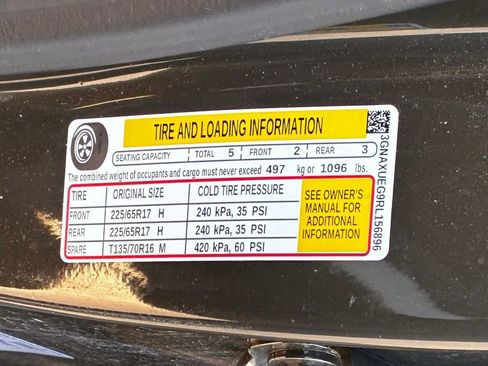 TIRE AND LOADING INFORMATION
SEATING CAPACITY TOTAL 5 FRONT 2 REAR 3
The combined weight of occupants and cargo must never exceed 497 kg or 1096 lbs.
TIRE ORIGINAL SIZE COLD TIRE PRESSURE
FRONT 225/65R17 H 240 kPa, 35 PSI
REAR 225/65R17 H 240 kPa, 35 PSI
SPARE T135/70R16 M 420 kPa, 60 PSI
SEE OWNER'S
MANUAL FOR
ADDITIONAL
INFORMATION
3GNAXUEG9RL156896